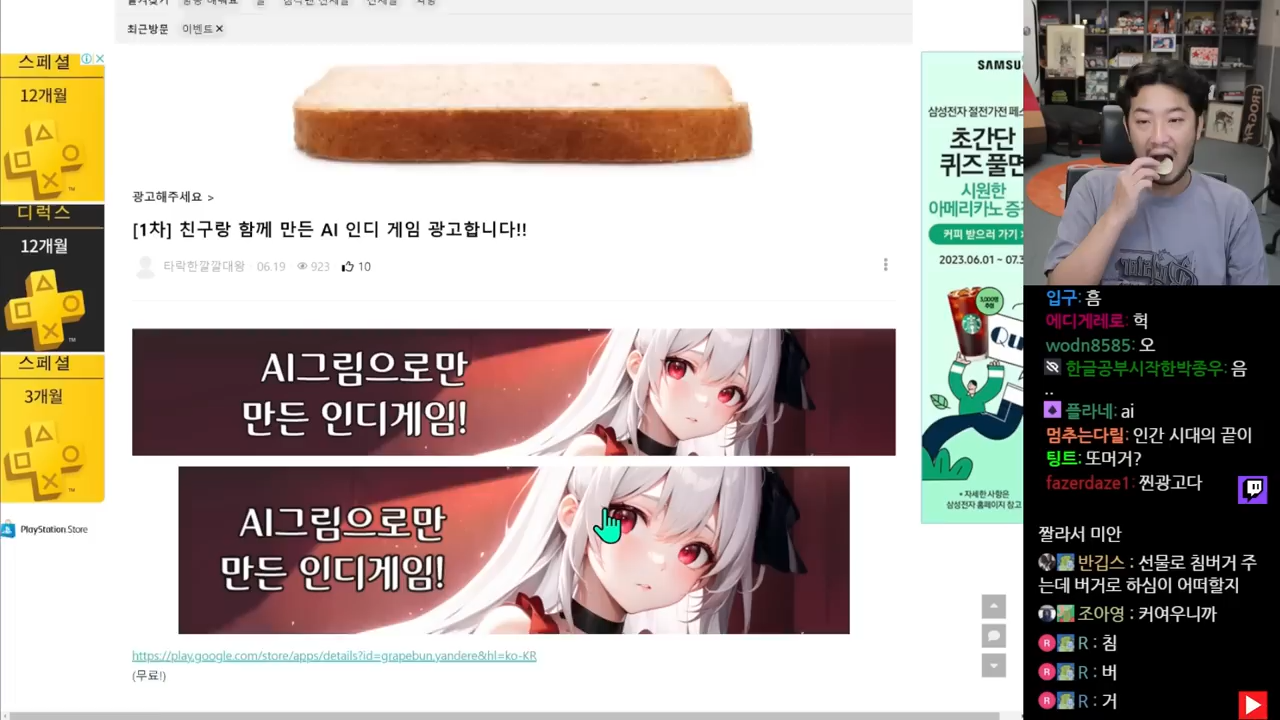 최근방문 이벤트✕
스페셜
12개월
디럭스
12개월
스페셜
3개월
PlayStation.Store
광고해주세요 >
[1차] 친구랑 함께 만든 AI 인디 게임 광고합니다!!
타락한깔깔대왕 06.19 923 10
AI그림으로만
만든 인디게임!
AI그림으로만
만든 인디게임!
https://play.google.com/store/apps/details?id=grapebun.yandere&hl=ko-KR
(무료!)
SAMSU
삼성전자 절전가전 페스
초간단
퀴즈 풀면
시원한
아메리카노 증
커피 받으러 가기 >
2023.06.01 ~ 07.3
Qu
* 자세한 사항은
삼성전자 홈페이지 참고
입구: 흠
에디게레로: 헉
wodn8585: 오
한글공부시작한박종우: 음
..
플라네: ai
멈추는다릴: 인간 시대의 끝이
팅트: 또머거?
fazerdaze1: 찐광고다
짤라서 미안
반깁스 : 선물로 침버거 주
는데 버거로 하심이 어떠할지
조아영 : 커여우니까
R R : 침
R R : 버
R R : 거